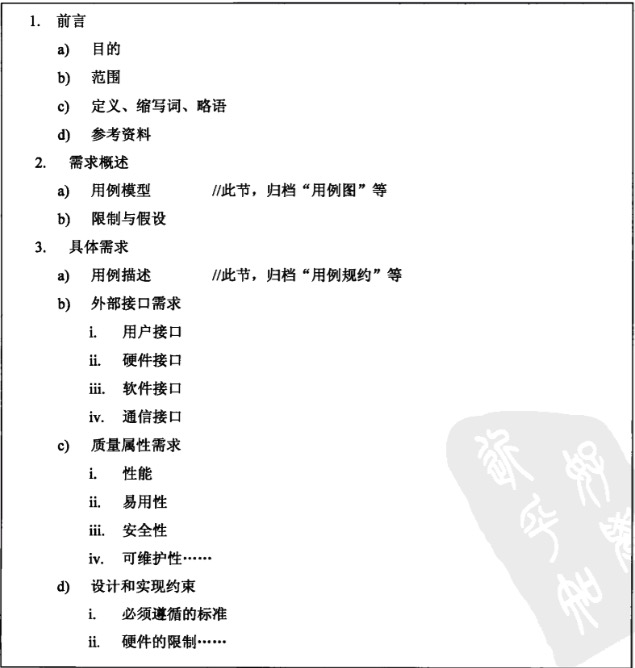 1. 前言
a) 目的
b) 范围
c) 定义、缩写词、略语
d) 参考资料
2. 需求概述
a) 用例模型 //此节，归档“用例图”等
b) 限制与假设
3. 具体需求
a) 用例描述 //此节，归档“用例规约”等
b) 外部接口需求
i. 用户接口
ii. 硬件接口
iii. 软件接口
iv. 通信接口
c) 质量属性需求
i. 性能
ii. 易用性
iii. 安全性
iv. 可维护性……
d) 设计和实现约束
i. 必须遵循的标准
ii. 硬件的限制……